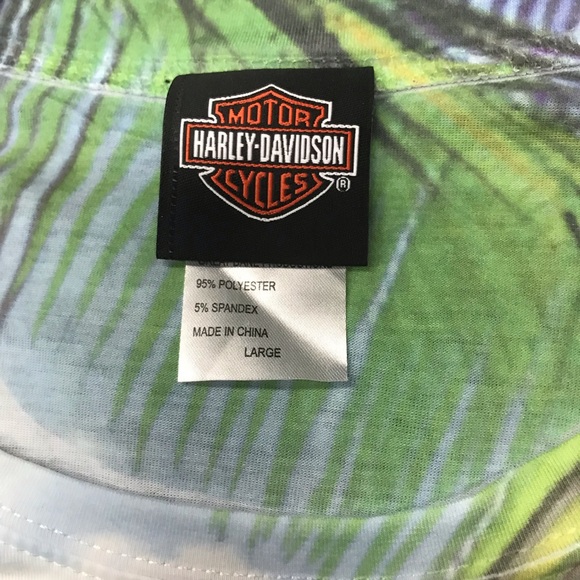 MOTOR
HARLEY-DAVIDSON
CYCLES
®
95% POLYESTER
5% SPANDEX
MADE IN CHINA
LARGE